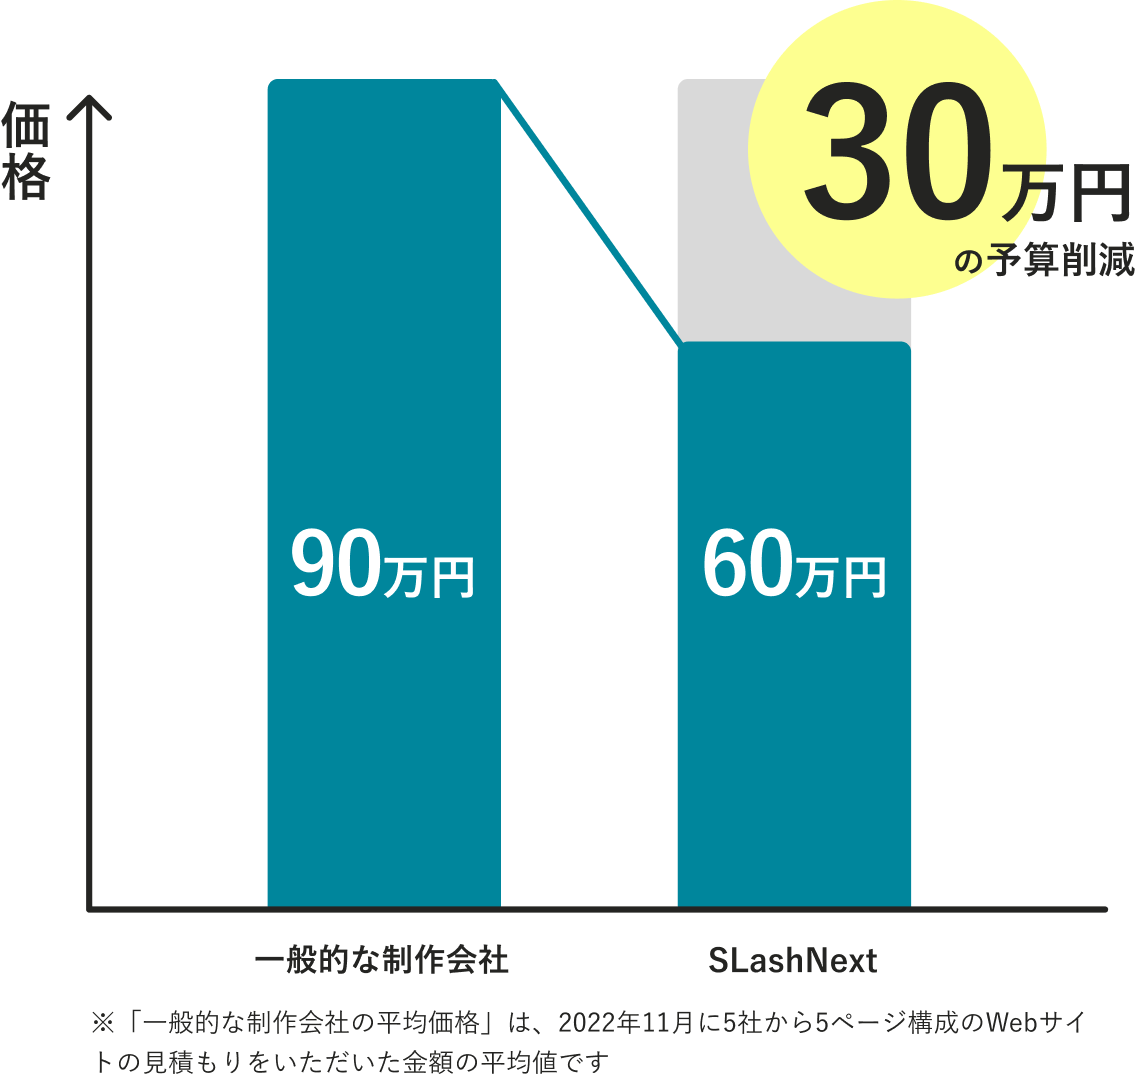 価格
30万円
の予算削減
90万円
60万円
一般的な制作会社
SLashNext
※「一般的な制作会社の平均価格」は、2022年11月に5社から5ページ構成のWebサイ
トの見積もりをいただいた金額の平均値です